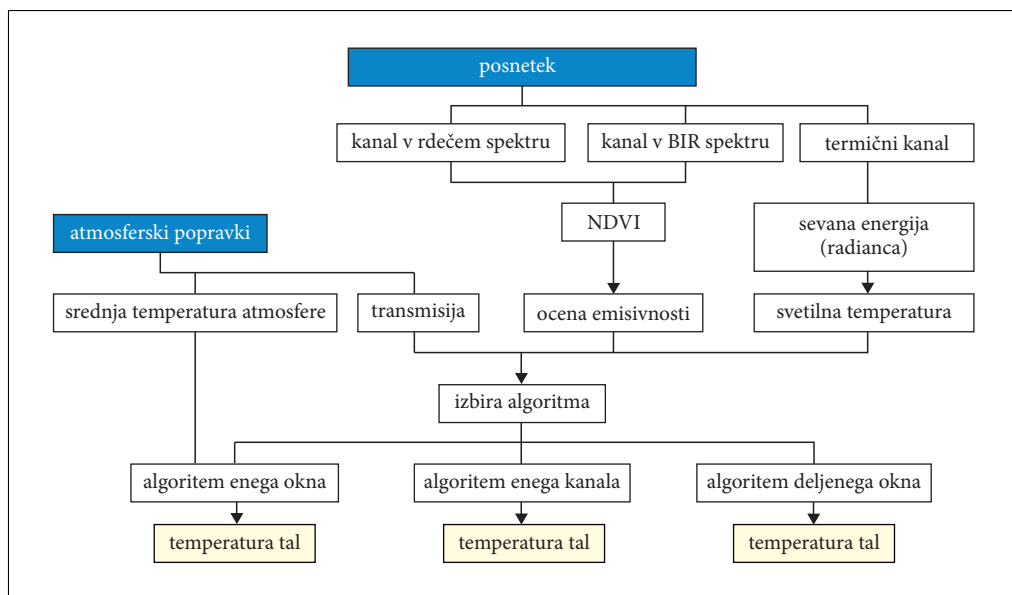 posnetek
kanal v rdečem spektru
kanal v BIR spektru
termični kanal
atmosferski popravki
NDVI
sevana energija
(radianca)
srednja temperatura atmosfere
transmisija
ocena emisivnosti
svetilna temperatura
izbira algoritma
algoritem enega okna
algoritem enega kanala
algoritem deljenega okna
temperatura tal
temperatura tal
temperatura tal